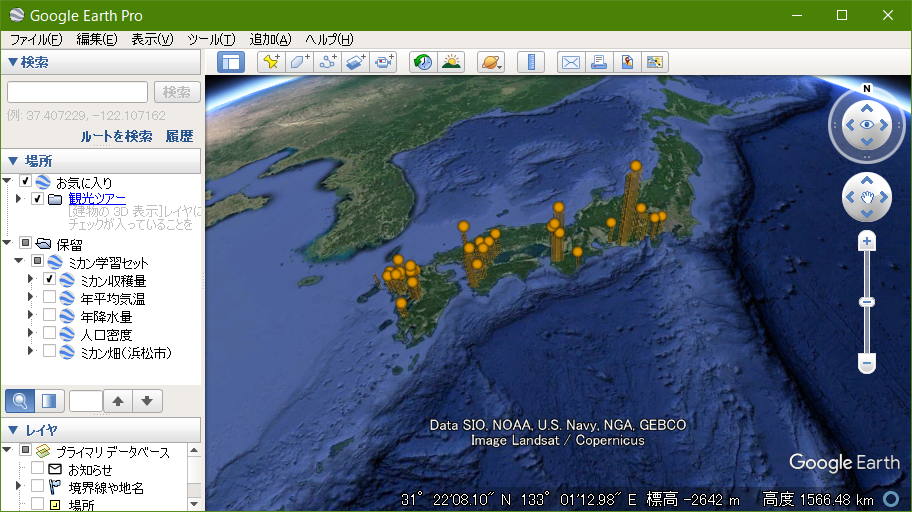 Google Earth Pro
ファイル(F) 編集(E) 表示(V) ツール(T) 追加(A) ヘルプ(H)
検索
検索
例: 37.407229, -122.107162
ルートを検索 履歴
場所
お気に入り
観光ツアー
[建物の 3D 表示]レイヤに
チェックが入っていることを
保留
ミカン学習セット
ミカン収穫量
年平均気温
年降水量
人口密度
ミカン畑(浜松市)
レイヤ
プライマリ データベース
お知らせ
境界線や地名
場所
N
Data SIO, NOAA, U.S. Navy, NGA, GEBCO
Image Landsat / Copernicus
Google Earth
31° 22'08.10" N 133° 01'12.98" E 標高 -2642 m 高度 1566.48 km